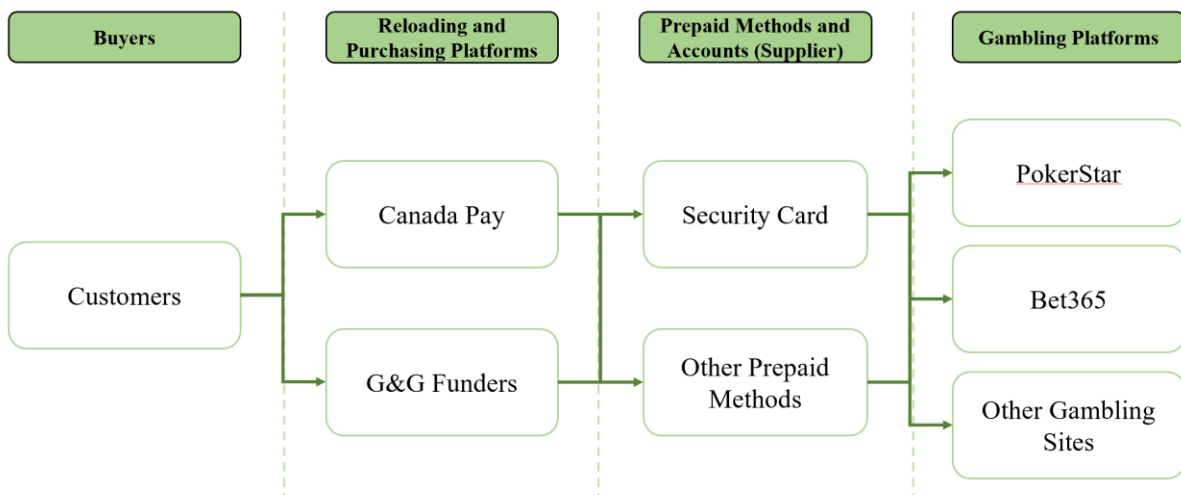 Buyers
Reloading and
Purchasing Platforms
Prepaid Methods and
Accounts (Supplier)
Gambling Platforms
Customers
Canada Pay
G&G Funders
Security Card
Other Prepaid
Methods
PokerStar
Bet365
Other Gambling
Sites